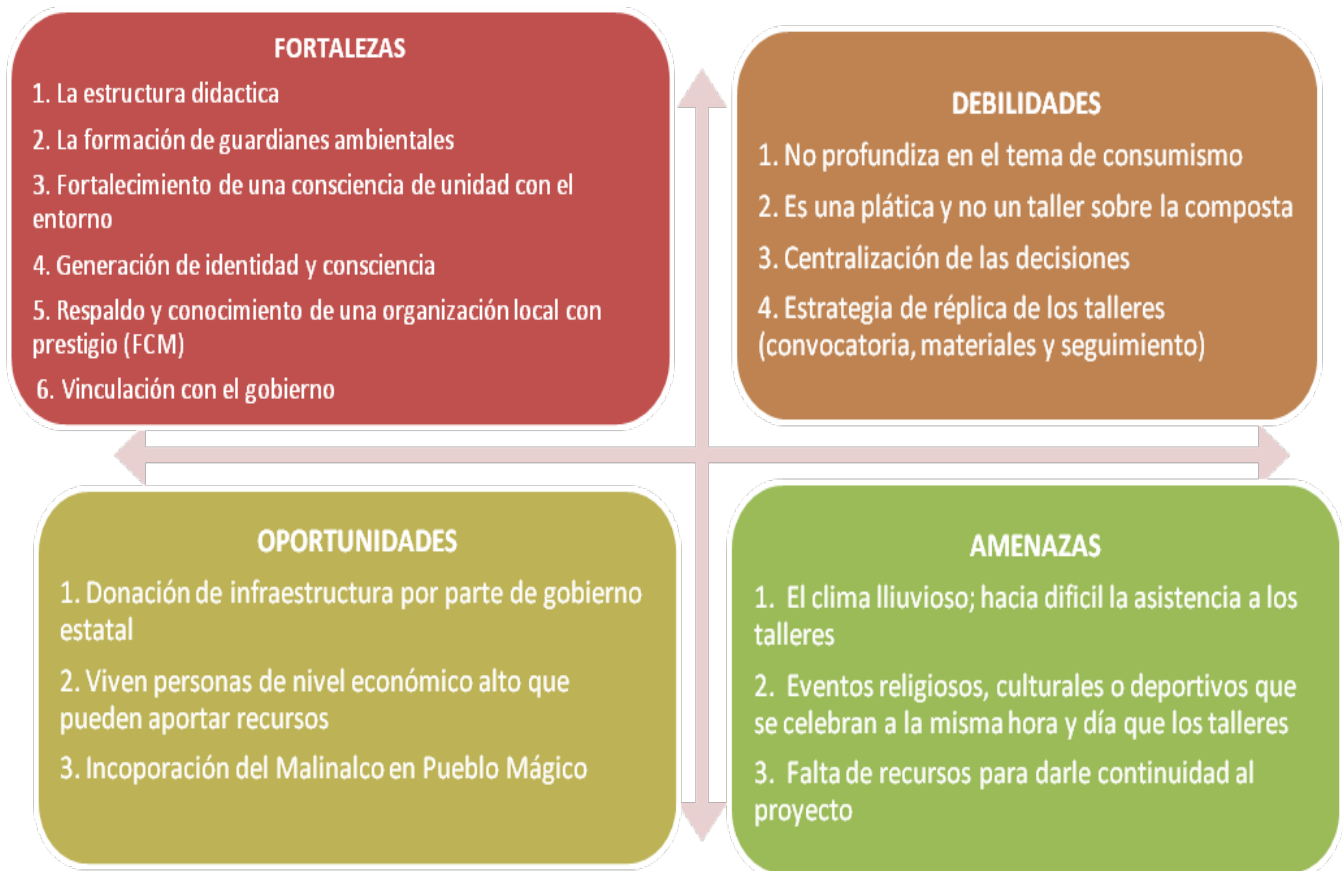 FORTALEZAS
1. La estructura didactica
2. La formación de guardianes ambientales
3. Fortalecimiento de una consciencia de unidad con el
entorno
4. Generación de identidad y consciencia
5. Respaldo y conocimiento de una organización local con
prestigio (FCM)
6. Vinculación con el gobierno
DEBILIDADES
1. No profundiza en el tema de consumismo
2. Es una plática y no un taller sobre la composta
3. Centralización de las decisiones
4. Estrategia de réplica de los talleres
(convocatoria, materiales y seguimiento)
OPORTUNIDADES
1. Donación de infraestructura por parte de gobierno
estatal
2. Viven personas de nivel económico alto que
pueden aportar recursos
3. Incoporación del Malinalco en Pueblo Mágico
AMENAZAS
1. El clima lliuvioso; hacia dificil la asistencia a los
talleres
2. Eventos religiosos, culturales o deportivos que
se celebran a la misma hora y día que los talleres
3. Falta de recursos para darle continuidad al
proyecto